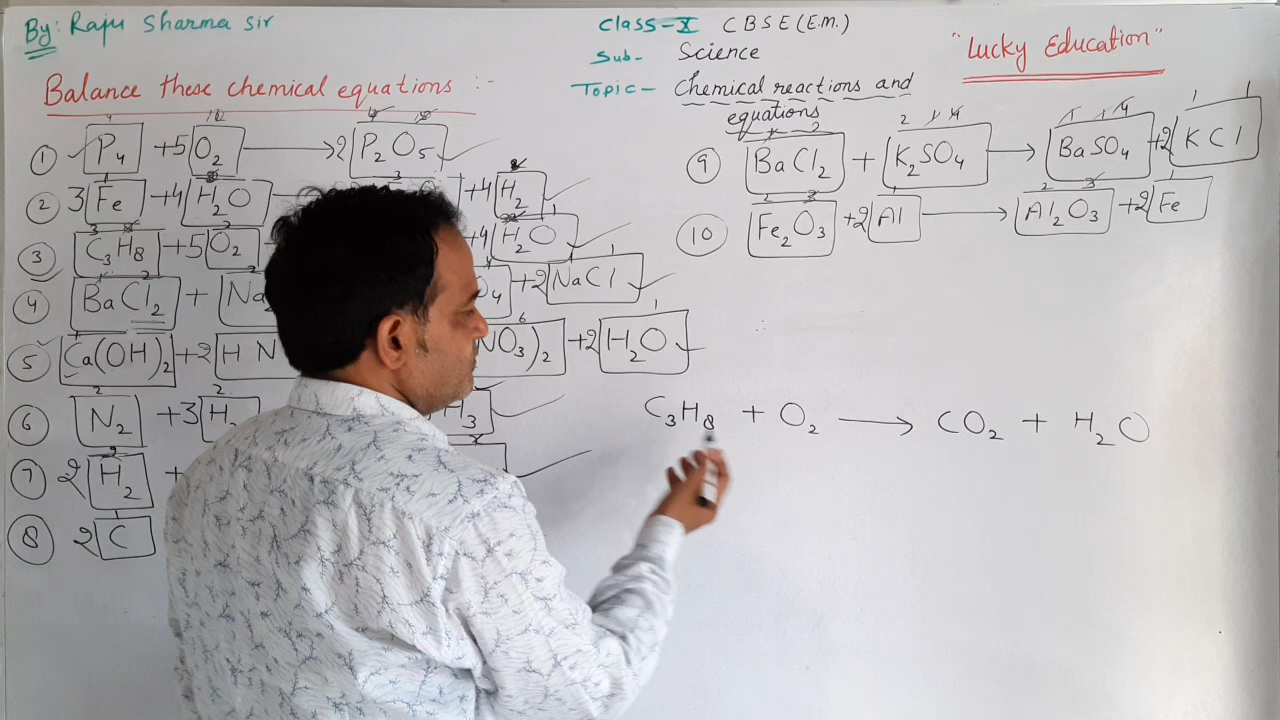 By: Raju Sharma Sir
Class-X CBSE (E.m.)
Sub- Science
Topic- Chemical reactions and equations
"Lucky Education"
Balance these chemical equations :-
① P₄ + 5 O₂ ⟶ 2 P₂O₅
② 3 Fe + 4 H₂O + 4 H₂
③ C₃H₈ + 5 O₂ + 4 H₂O
④ BaCl₂ + Na₂ O₄ + 2 NaCl
⑤ Ca(OH)₂ + 2 HN NO₃)₂ + 2 H₂O
⑥ N₂ + 3 H₂ H₃
⑦ 2 H₂ +
⑧ 2 C
⑨ BaCl₂ + K₂SO₄ ⟶ BaSO₄ + 2 KCl
⑩ Fe₂O₃ + 2 Al ⟶ Al₂O₃ + 2 Fe
C₃H₈ + O₂ ⟶ CO₂ + H₂O